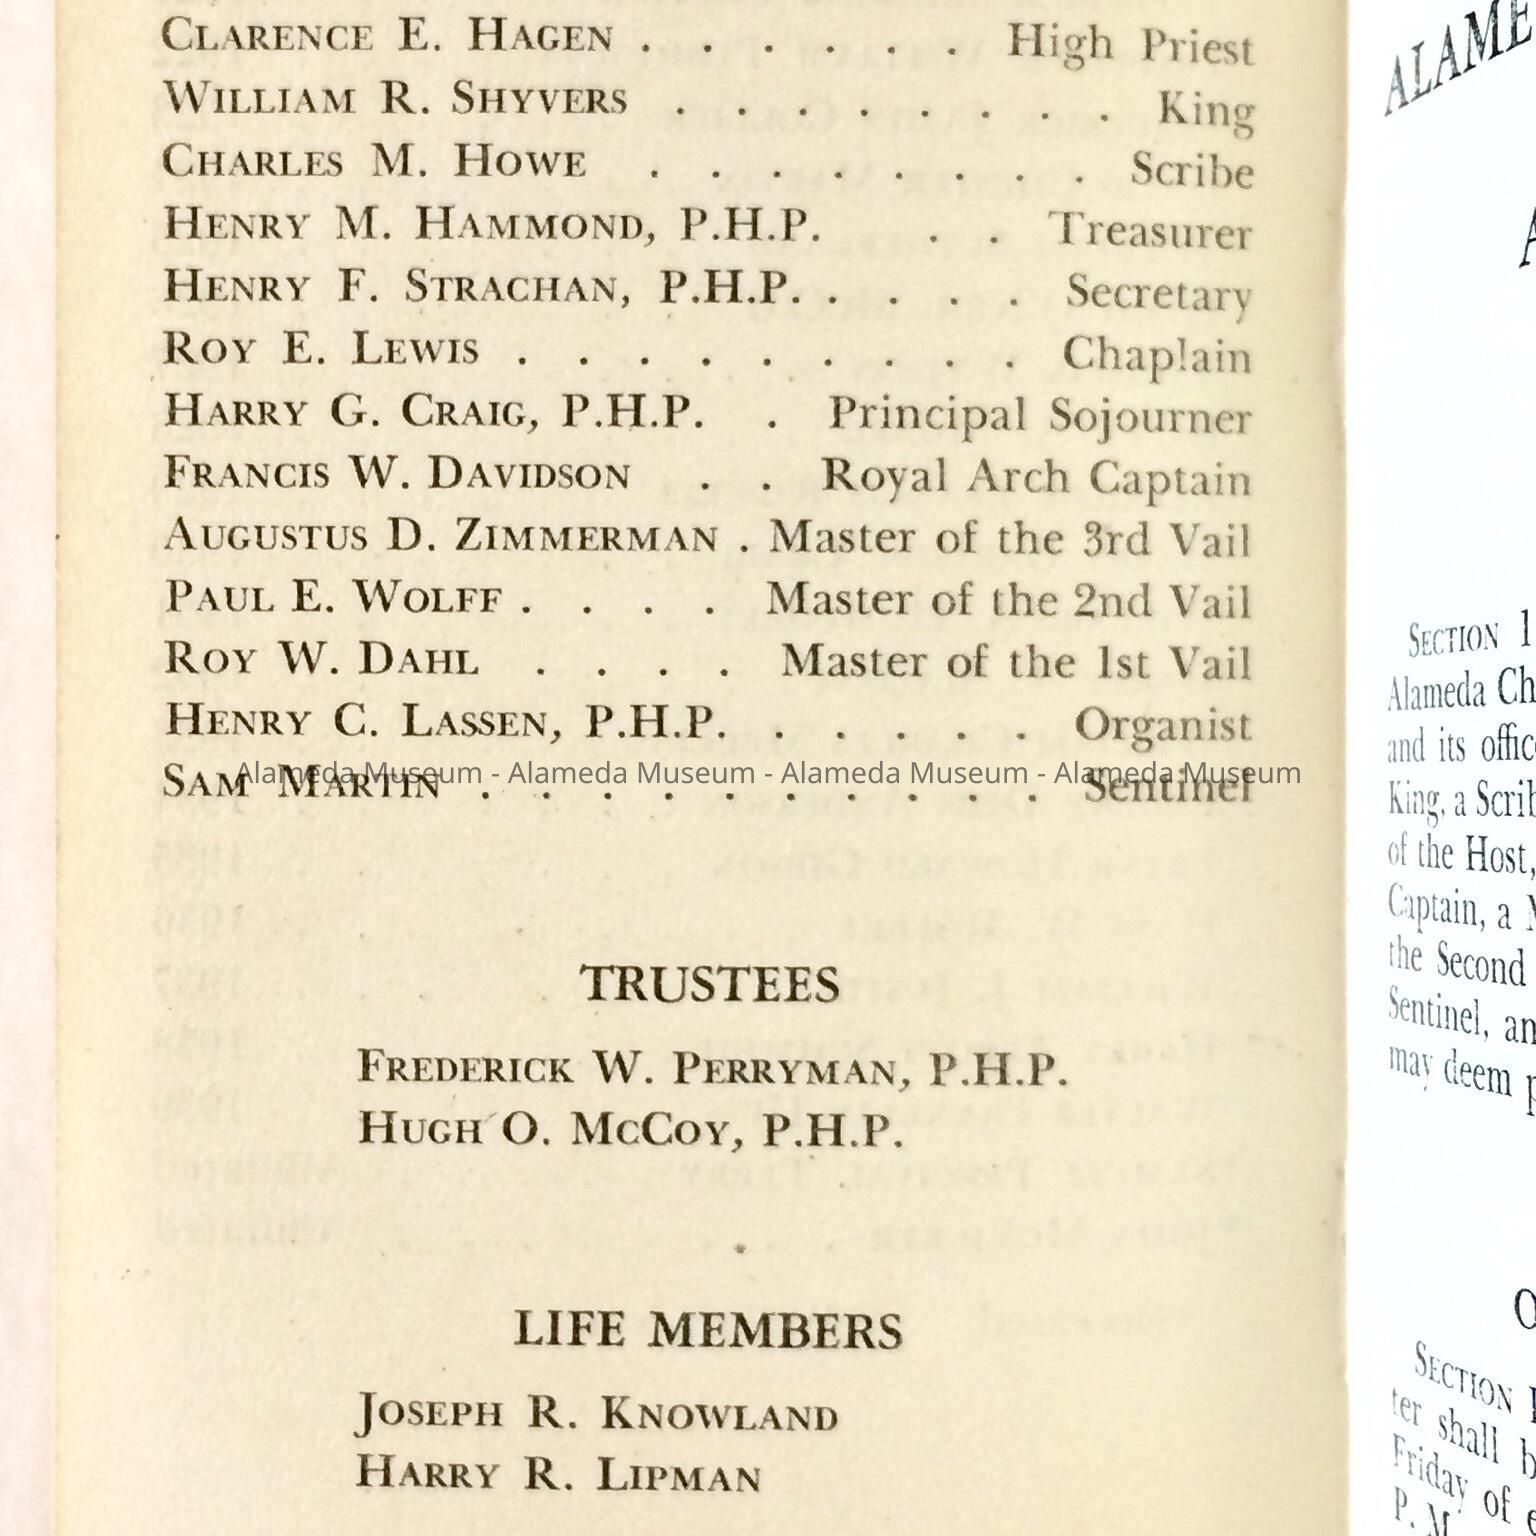 CLARENCE E. HAGEN . . . . . . High Priest
WILLIAM R. SHYVERS . . . . . . . . King
CHARLES M. HOWE . . . . . . . . Scribe
HENRY M. HAMMOND, P.H.P. . . Treasurer
HENRY F. STRACHAN, P.H.P. . . . . Secretary
ROY E. LEWIS . . . . . . . . . Chaplain
HARRY G. CRAIG, P.H.P. . Principal Sojourner
FRANCIS W. DAVIDSON . . Royal Arch Captain
AUGUSTUS D. ZIMMERMAN . Master of the 3rd Vail
PAUL E. WOLFF . . . . Master of the 2nd Vail
ROY W. DAHL . . . . Master of the 1st Vail
HENRY C. LASSEN, P.H.P. . . . . . Organist
SAM MARTIN . . . . . . . . . . Sentinel
Alameda Museum - Alameda Museum - Alameda Museum - Alameda Museum
TRUSTEES
FREDERICK W. PERRYMAN, P.H.P.
HUGH O. MCCOY, P.H.P.
LIFE MEMBERS
JOSEPH R. KNOWLAND
HARRY R. LIPMAN
SECTION 1
Alameda
and its
King, a
of the Host,
Captain, a
the Second
Sentinel,
may deem
SECTION
ter shall
Friday of
P. M.